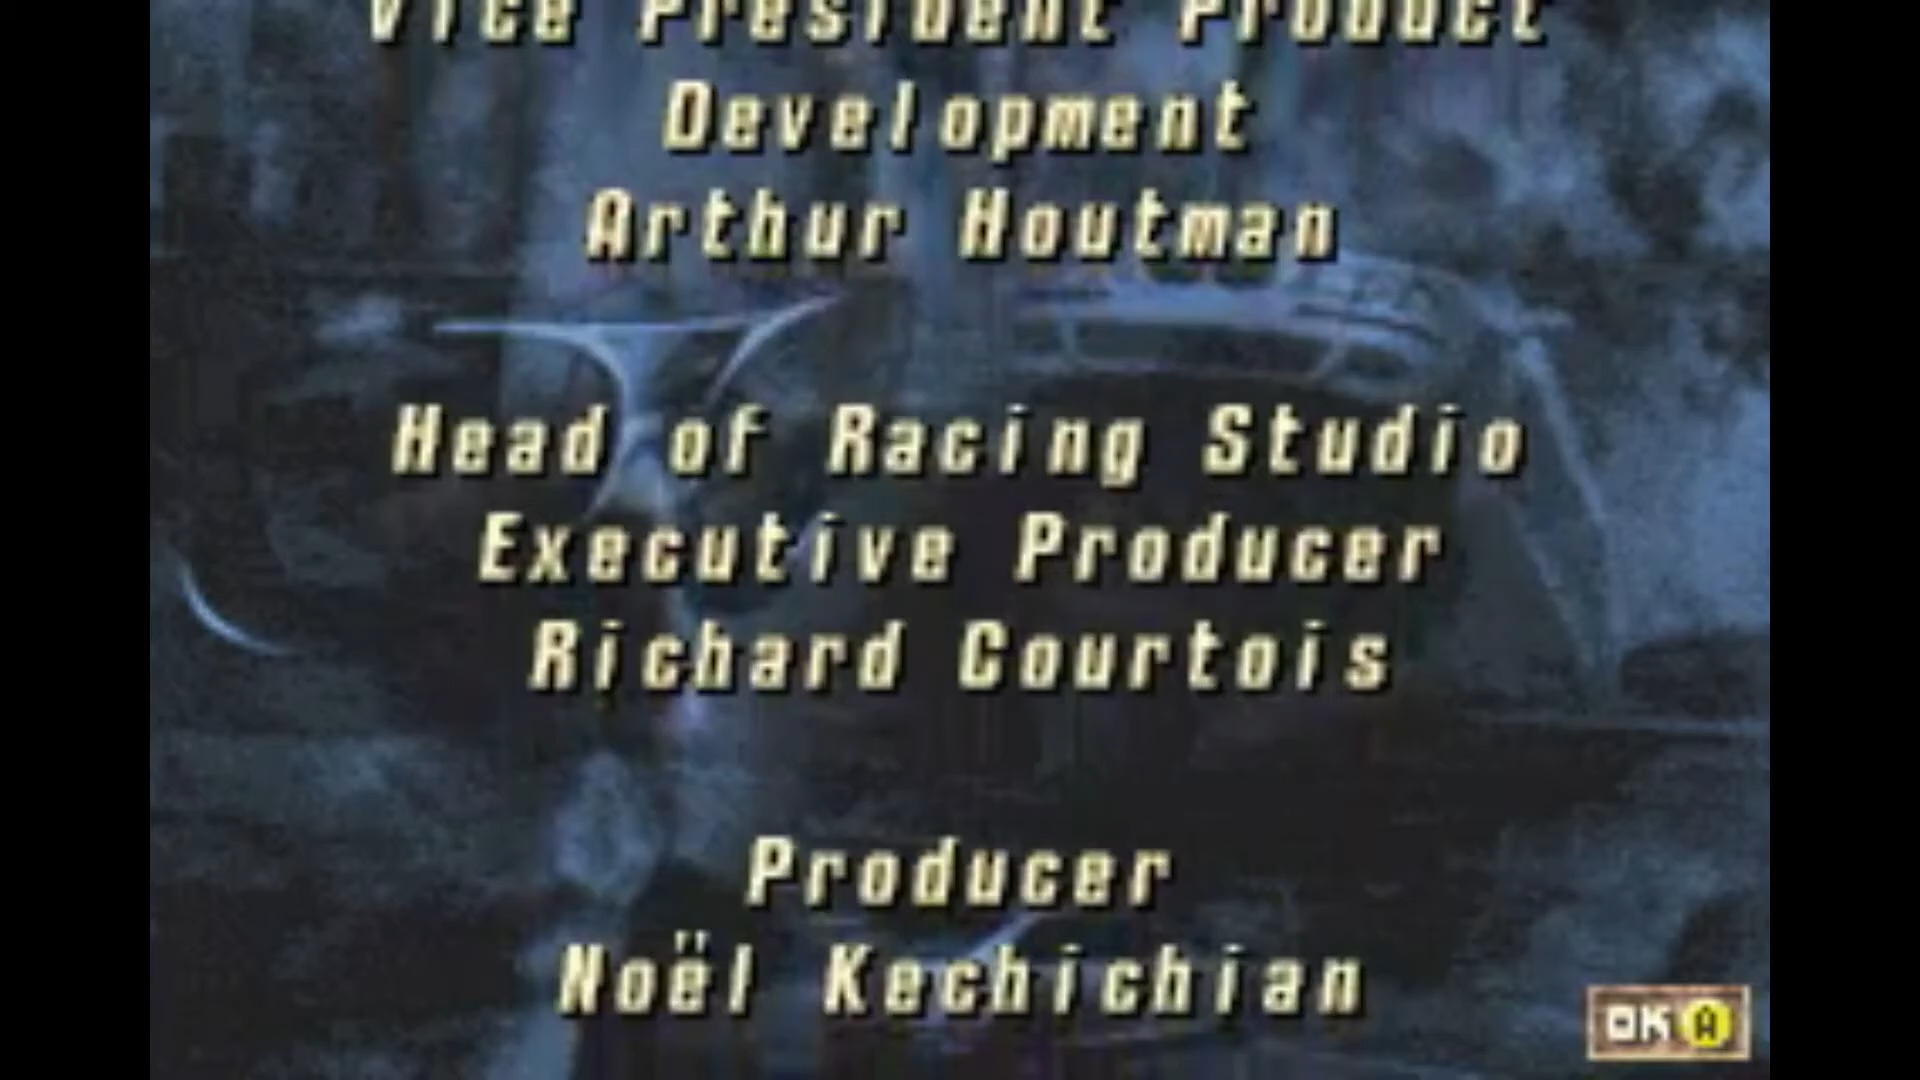 Vice President Product
Development
Arthur Houtman
Head of Racing Studio
Executive Producer
Richard Courtois
Producer
Noël Kechichian
OK A